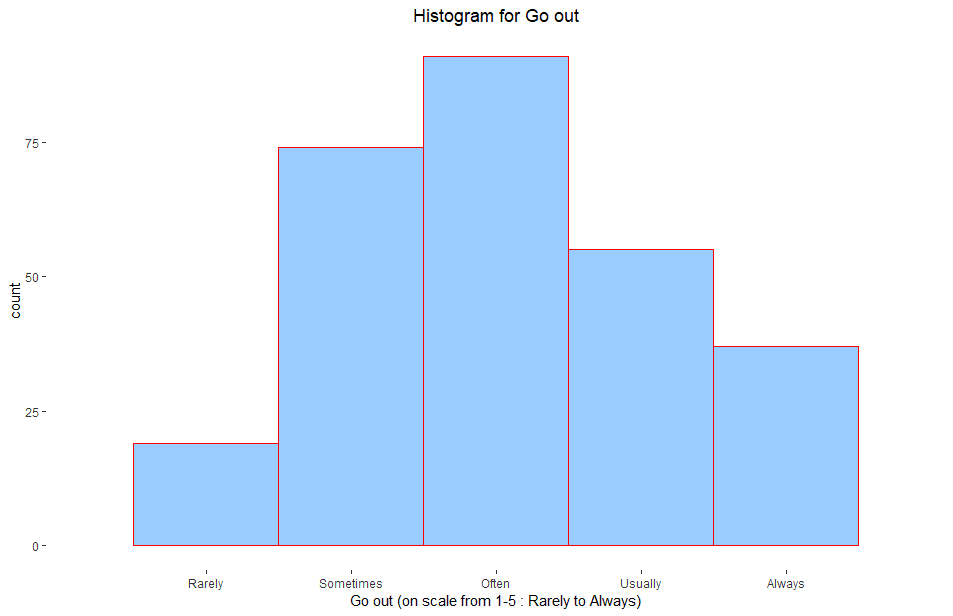 Histogram for Go out
75
50
25
0
count
Rarely Sometimes Often Usually Always
Go out (on scale from 1-5 : Rarely to Always)